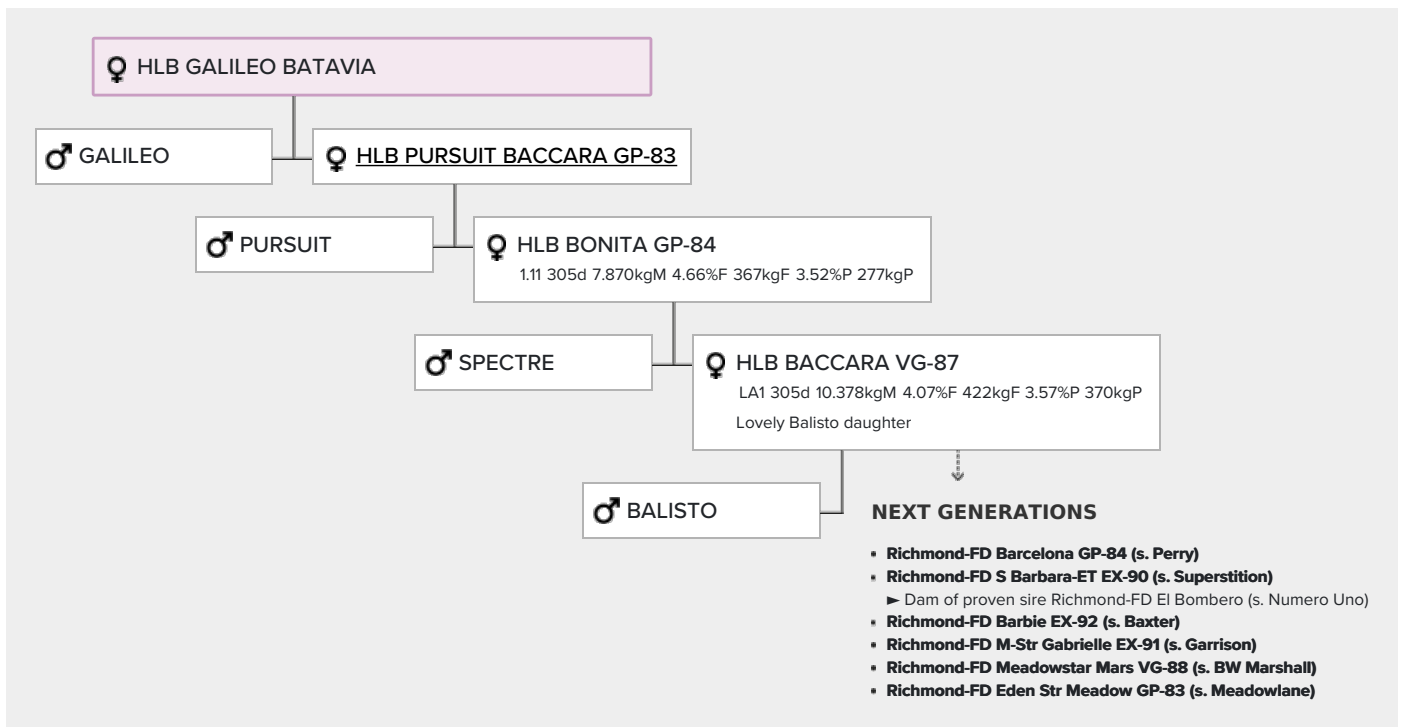 ♀ HLB GALILEO BATAVIA
♂ GALILEO
♀ HLB PURSUIT BACCARA GP-83
♂ PURSUIT
♀ HLB BONITA GP-84
1.11 305d 7.870kgM 4.66%F 367kgF 3.52%P 277kgP
♂ SPECTRE
♀ HLB BACCARA VG-87
LA1 305d 10.378kgM 4.07%F 422kgF 3.57%P 370kgP
Lovely Balisto daughter
♂ BALISTO
NEXT GENERATIONS
• Richmond-FD Barcelona GP-84 (s. Perry)
• Richmond-FD S Barbara-ET EX-90 (s. Superstition)
► Dam of proven sire Richmond-FD El Bombero (s. Numero Uno)
• Richmond-FD Barbie EX-92 (s. Baxter)
• Richmond-FD M-Str Gabrielle EX-91 (s. Garrison)
• Richmond-FD Meadowstar Mars VG-88 (s. BW Marshall)
• Richmond-FD Eden Str Meadow GP-83 (s. Meadowlane)